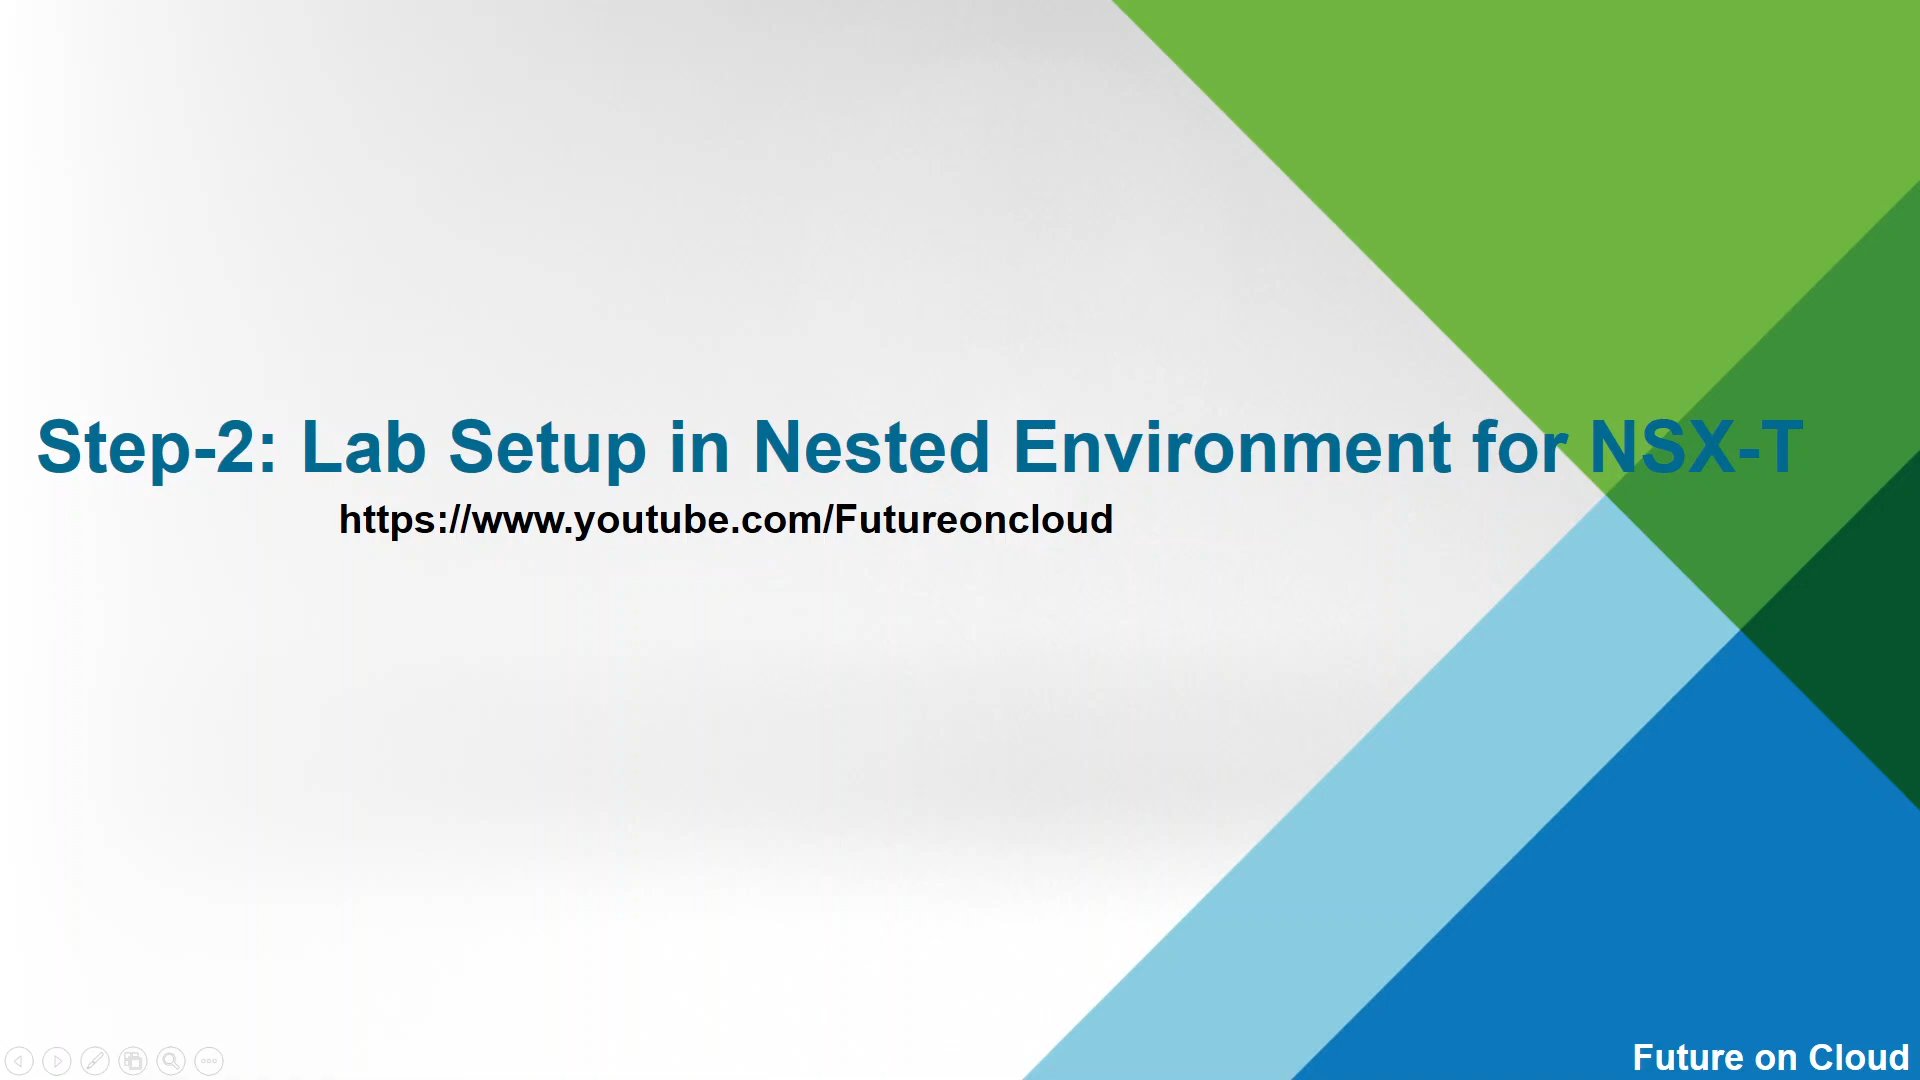 Step-2: Lab Setup in Nested Environment for NSX-T
https://www.youtube.com/Futureoncloud
Future on Cloud